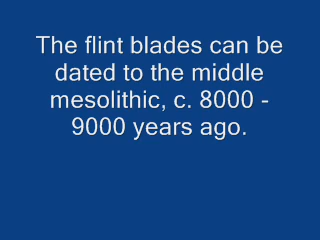 The flint blades can be
dated to the middle
mesolithic, c. 8000 -
9000 years ago.